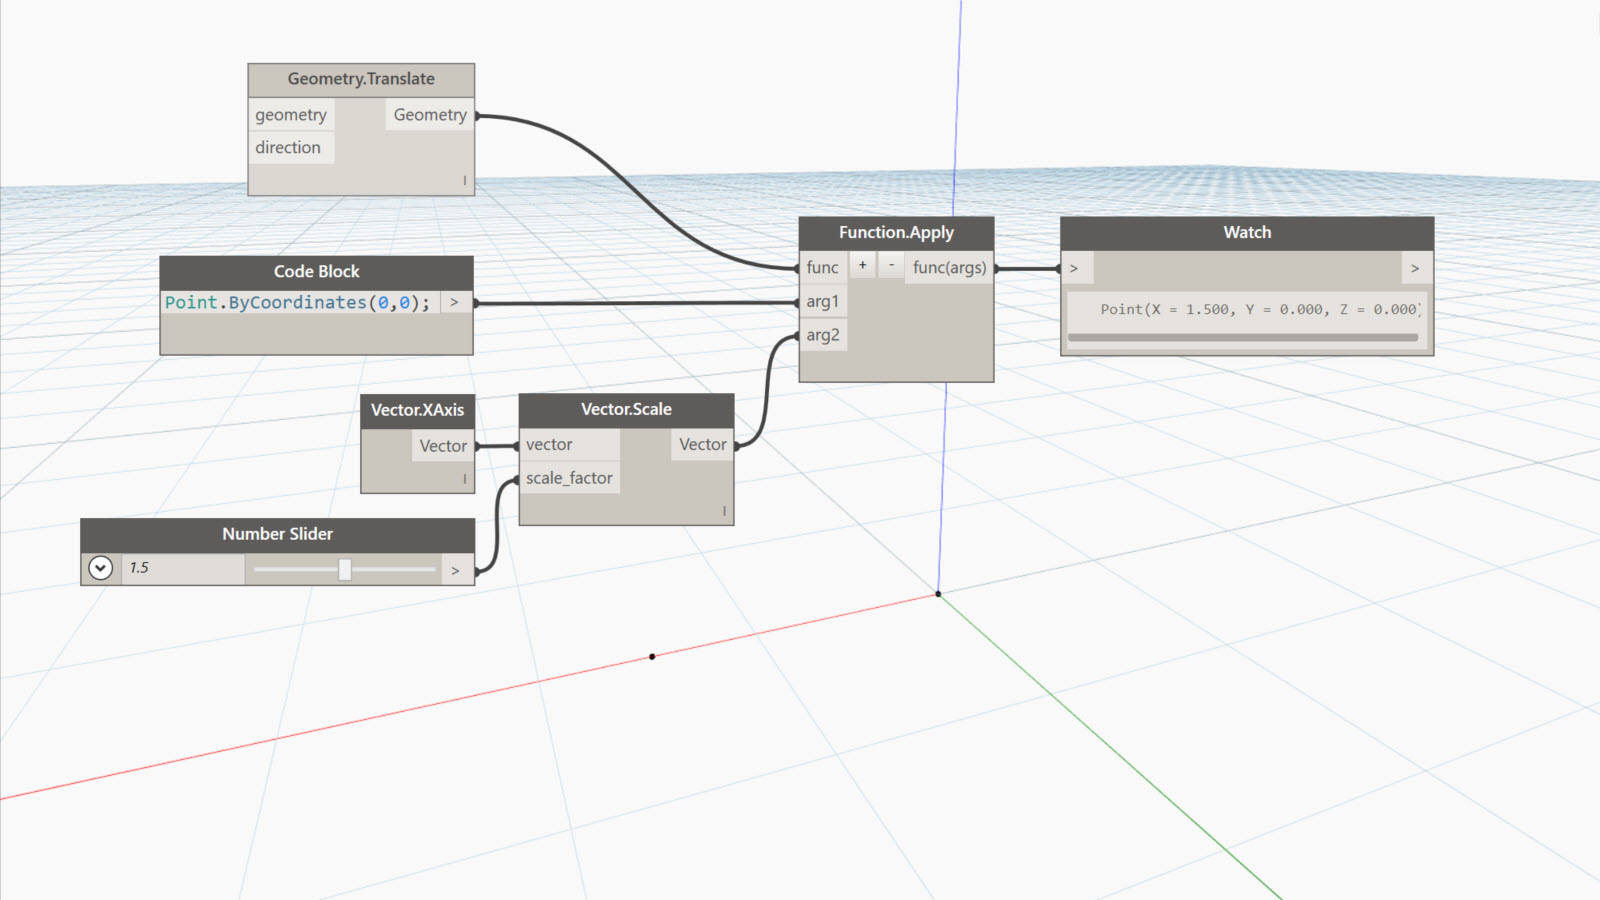 Geometry.Translate
geometry
Geometry
direction
l
Code Block
Point.ByCoordinates(0,0);
>
Vector.XAxis
Vector
l
Vector.Scale
vector
Vector
scale_factor
l
Number Slider
1.5
>
Function.Apply
func
+
-
func(args)
arg1
arg2
Watch
>
>
Point(X = 1.500, Y = 0.000, Z = 0.000)